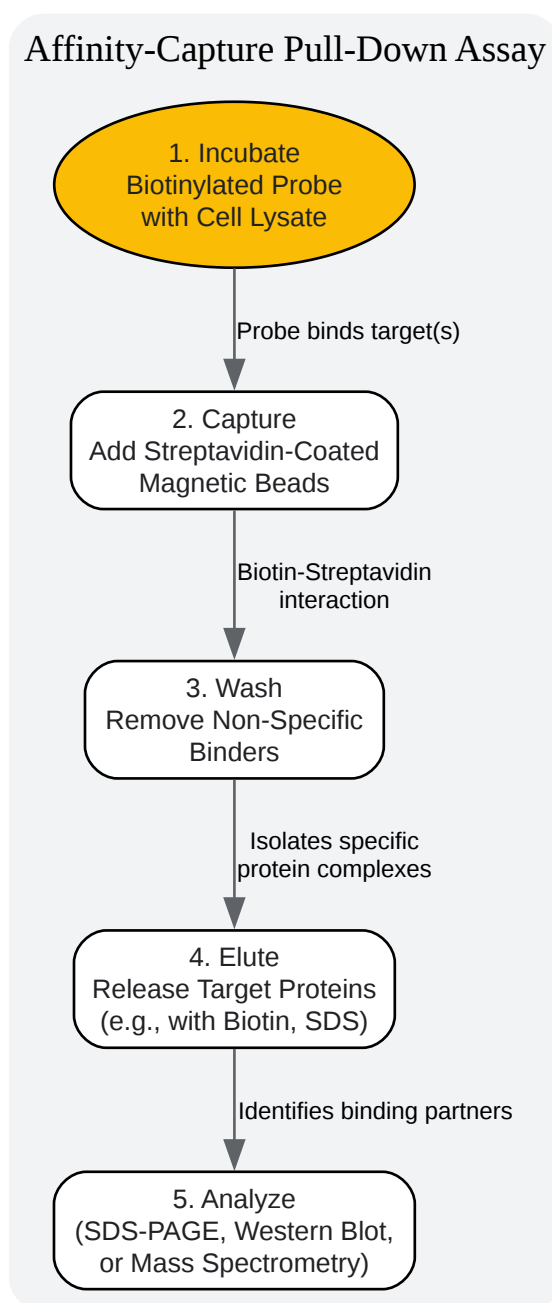 Affinity-Capture Pull-Down Assay
1. Incubate
Biotinylated Probe
with Cell Lysate
Probe binds target(s)
2. Capture
Add Streptavidin-Coated
Magnetic Beads
Biotin-Streptavidin
interaction
3. Wash
Remove Non-Specific
Binders
Isolates specific
protein complexes
4. Elute
Release Target Proteins
(e.g., with Biotin, SDS)
Identifies binding partners
5. Analyze
(SDS-PAGE, Western Blot,
or Mass Spectrometry)